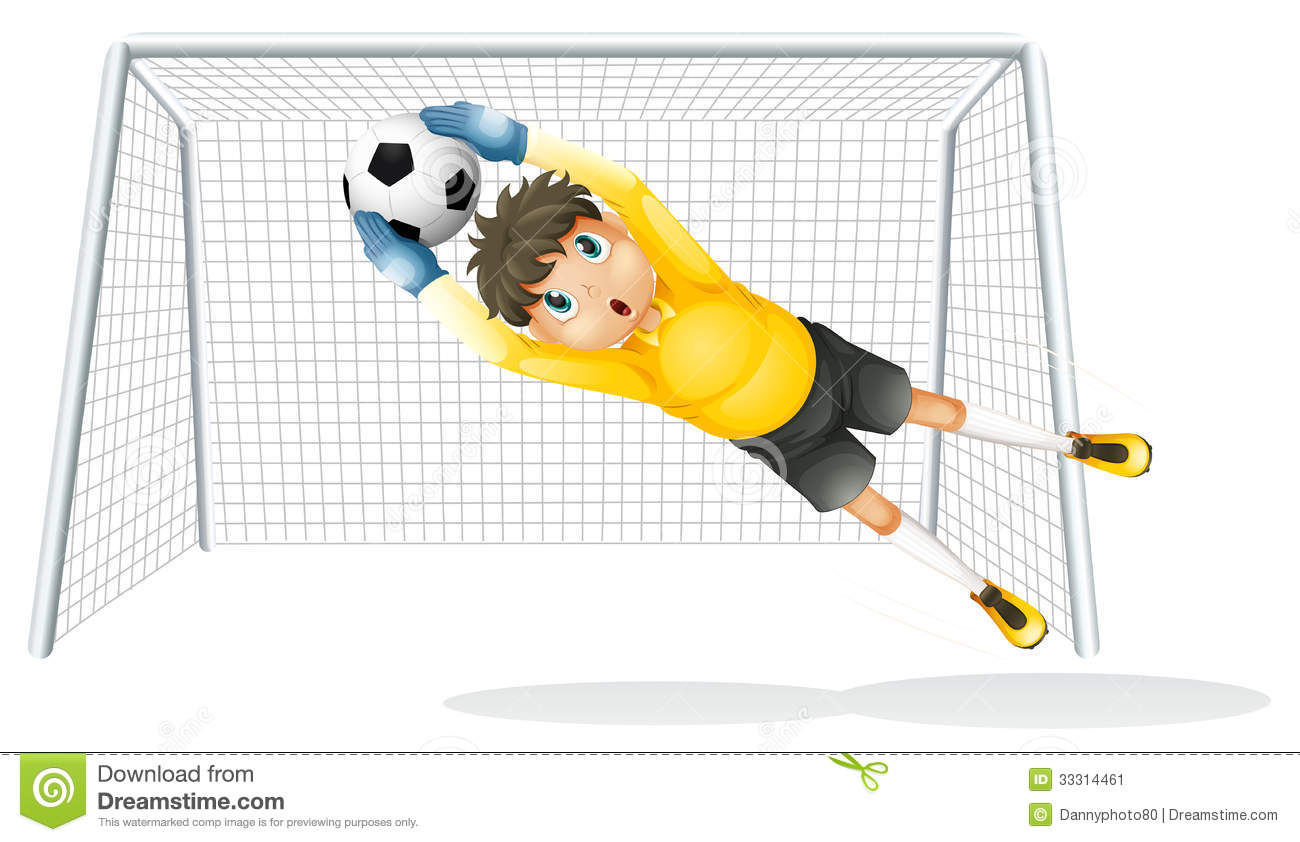 Download from
Dreamstime.com
This watermarked comp image is for previewing purposes only.
ID 33314461
© Dannyphoto80 | Dreamstime.com